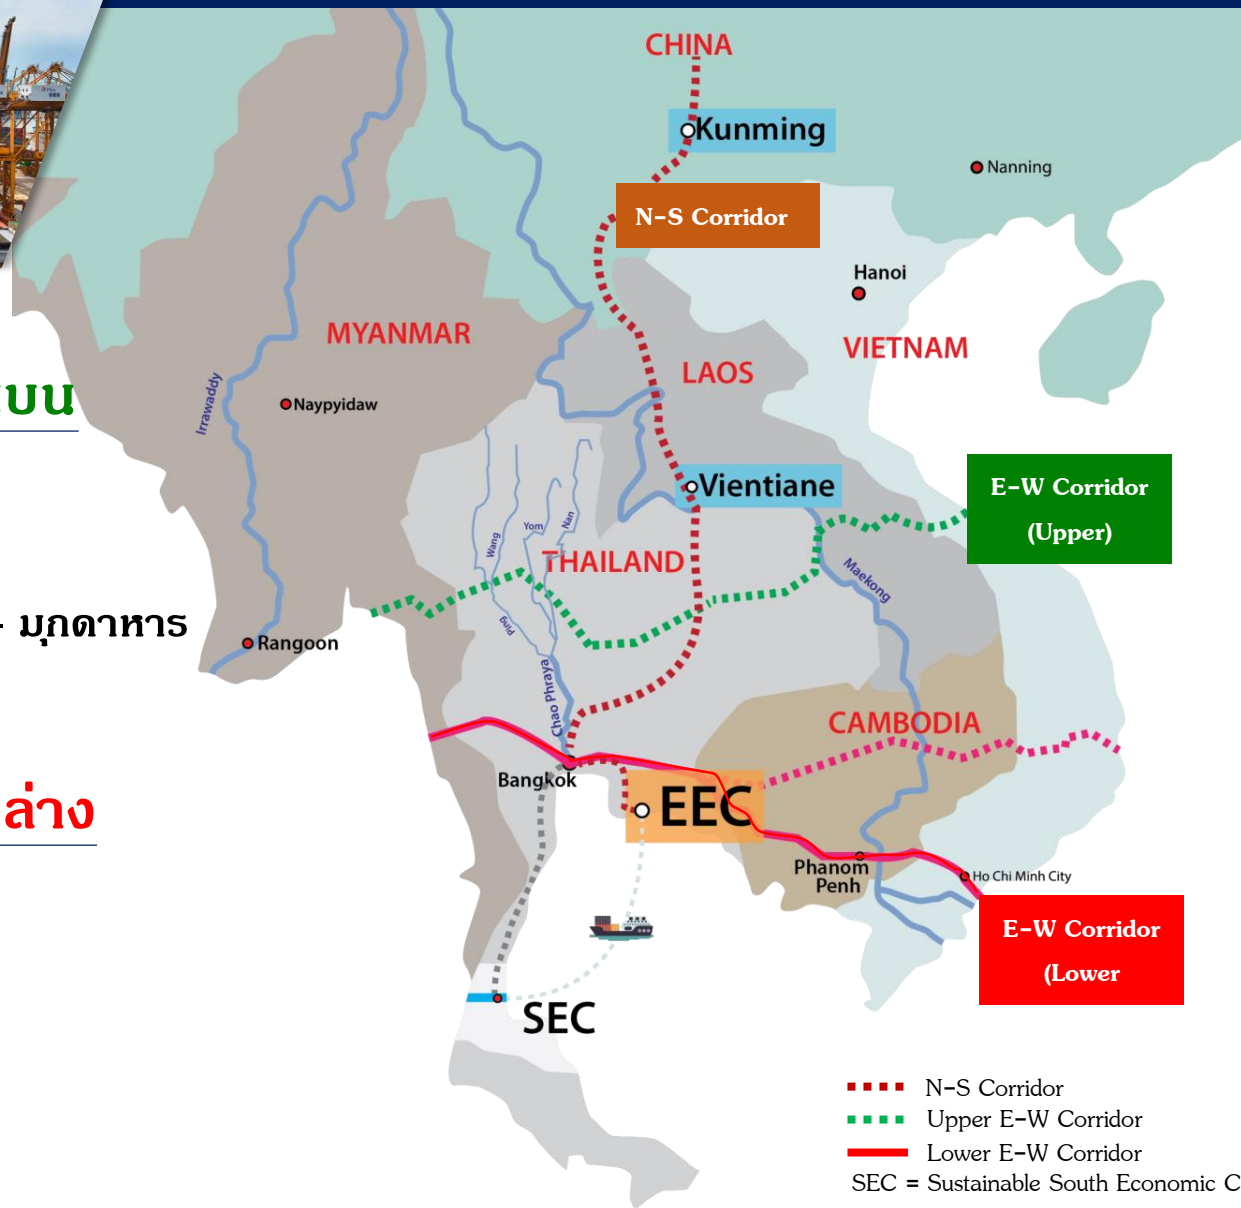 CHINA
Kunming
Nanning
N-S Corridor
Hanoi
MYANMAR
VIETNAM
LAOS
บน
Irrawaddy
Naypyidaw
Vientiane
E-W Corridor
(Upper)
Yom
Nan
Wang
THAILAND
Maekong
Ping
- มุกดาหาร
Rangoon
Chao Phraya
CAMBODIA
Bangkok
EEC
ล่าง
Phanom
Penh
Ho Chi Minh City
E-W Corridor
(Lower
SEC
N-S Corridor
Upper E-W Corridor
Lower E-W Corridor
SEC = Sustainable South Economic C